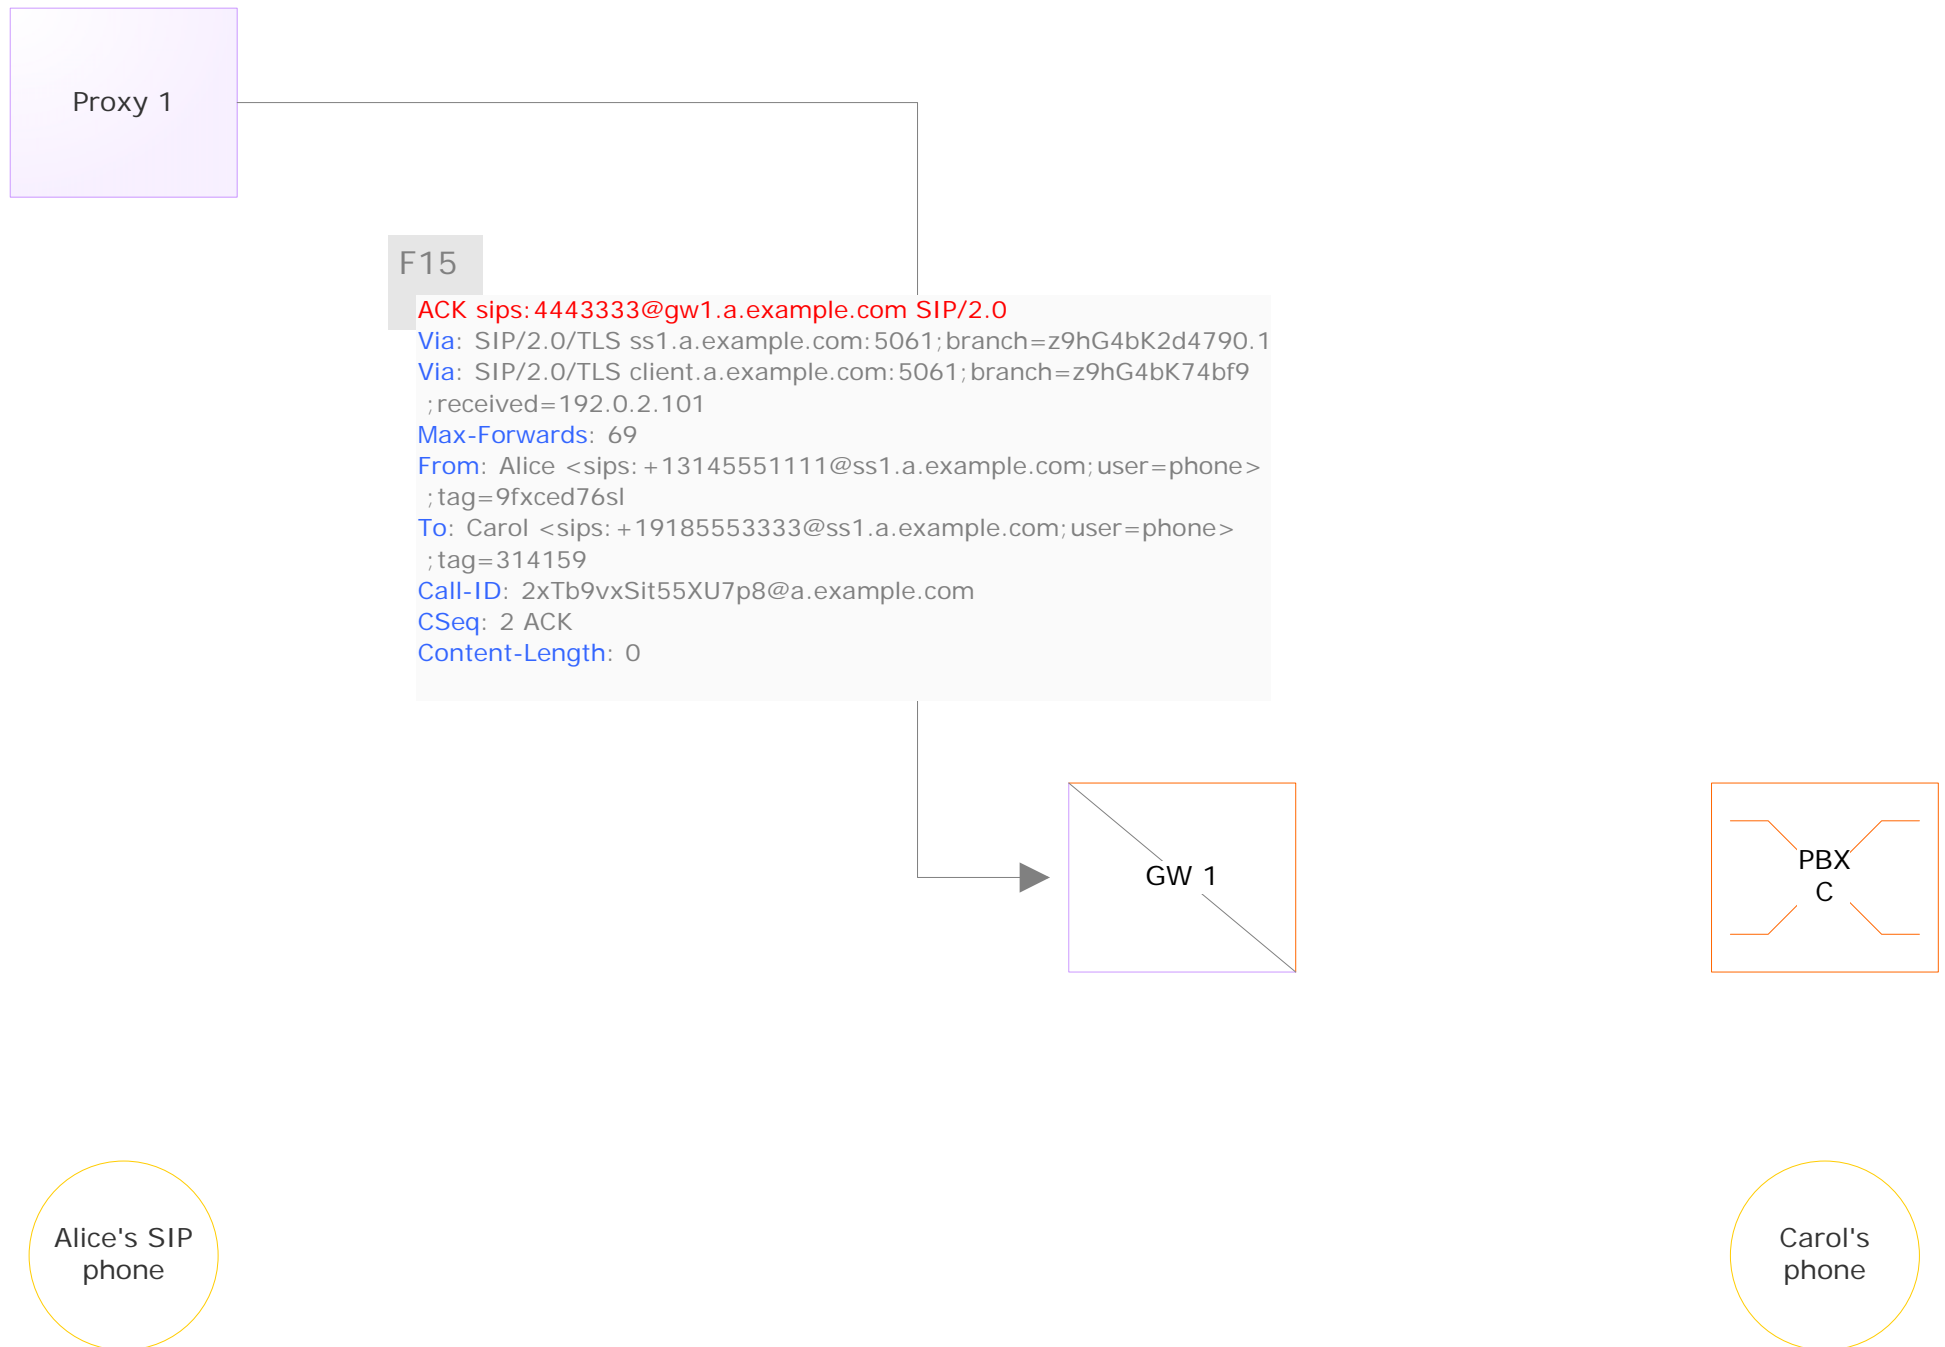 Proxy 1
F15
ACK sips:4443333@gw1.a.example.com SIP/2.0
Via: SIP/2.0/TLS ss1.a.example.com:5061;branch=z9hG4bK2d4790.1
Via: SIP/2.0/TLS client.a.example.com:5061;branch=z9hG4bK74bf9
;received=192.0.2.101
Max-Forwards: 69
From: Alice <sips:+13145551111@ss1.a.example.com;user=phone>
;tag=9fxced76sl
To: Carol <sips:+19185553333@ss1.a.example.com;user=phone>
;tag=314159
Call-ID: 2xTb9vxSit55XU7p8@a.example.com
CSeq: 2 ACK
Content-Length: 0
GW 1
PBX
C
Alice's SIP
phone
Carol's
phone